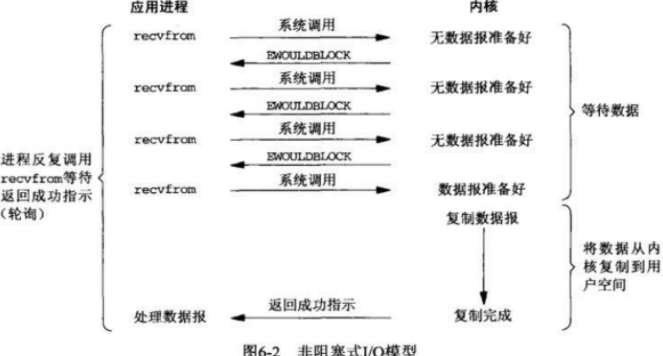 应用进程 内核
recvfrom 系统调用 无数据报准备好
EWOULDBLOCK
recvfrom 系统调用 无数据报准备好
EWOULDBLOCK
recvfrom 系统调用 无数据报准备好
EWOULDBLOCK
recvfrom 系统调用 数据报准备好
等待数据
进程反复调用
recvfrom等待
返回成功指示
(轮询)
复制数据报
将数据从内
核复制到用
户空间
处理数据报 返回成功指示 复制完成
图6-2 非阻塞式I/O模型